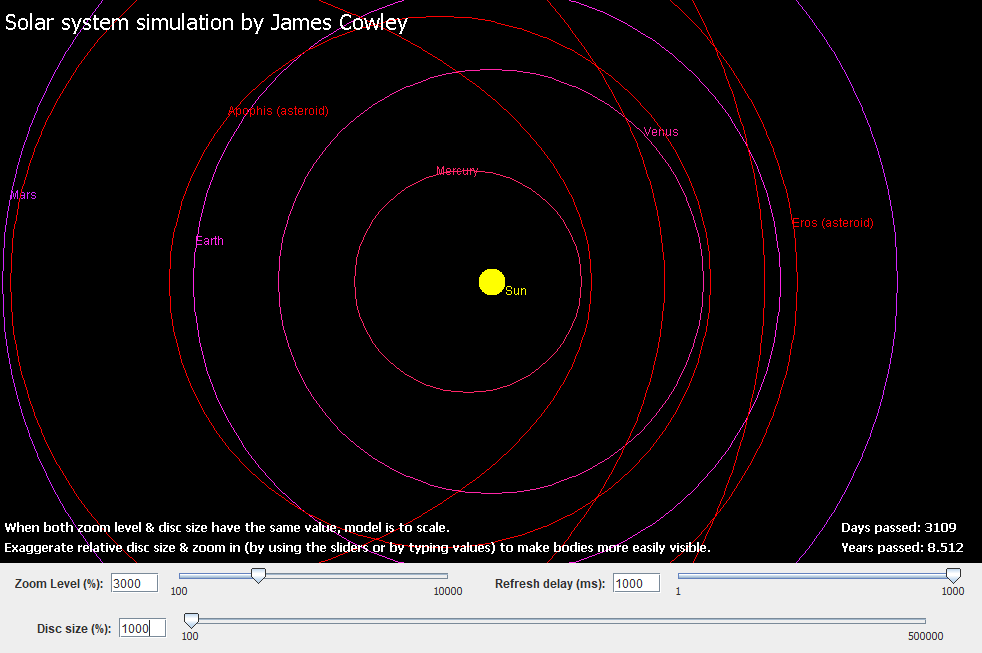 Solar system simulation by James Cowley
Apophis (asteroid)
Venus
Mercury
Mars
Eros (asteroid)
Earth
Sun
When both zoom level & disc size have the same value, model is to scale.
Days passed: 3109
Exaggerate relative disc size & zoom in (by using the sliders or by typing values) to make bodies more easily visible.
Years passed: 8.512
Zoom Level (%): 3000
100 10000
Refresh delay (ms): 1000
1 1000
Disc size (%): 1000
100 500000